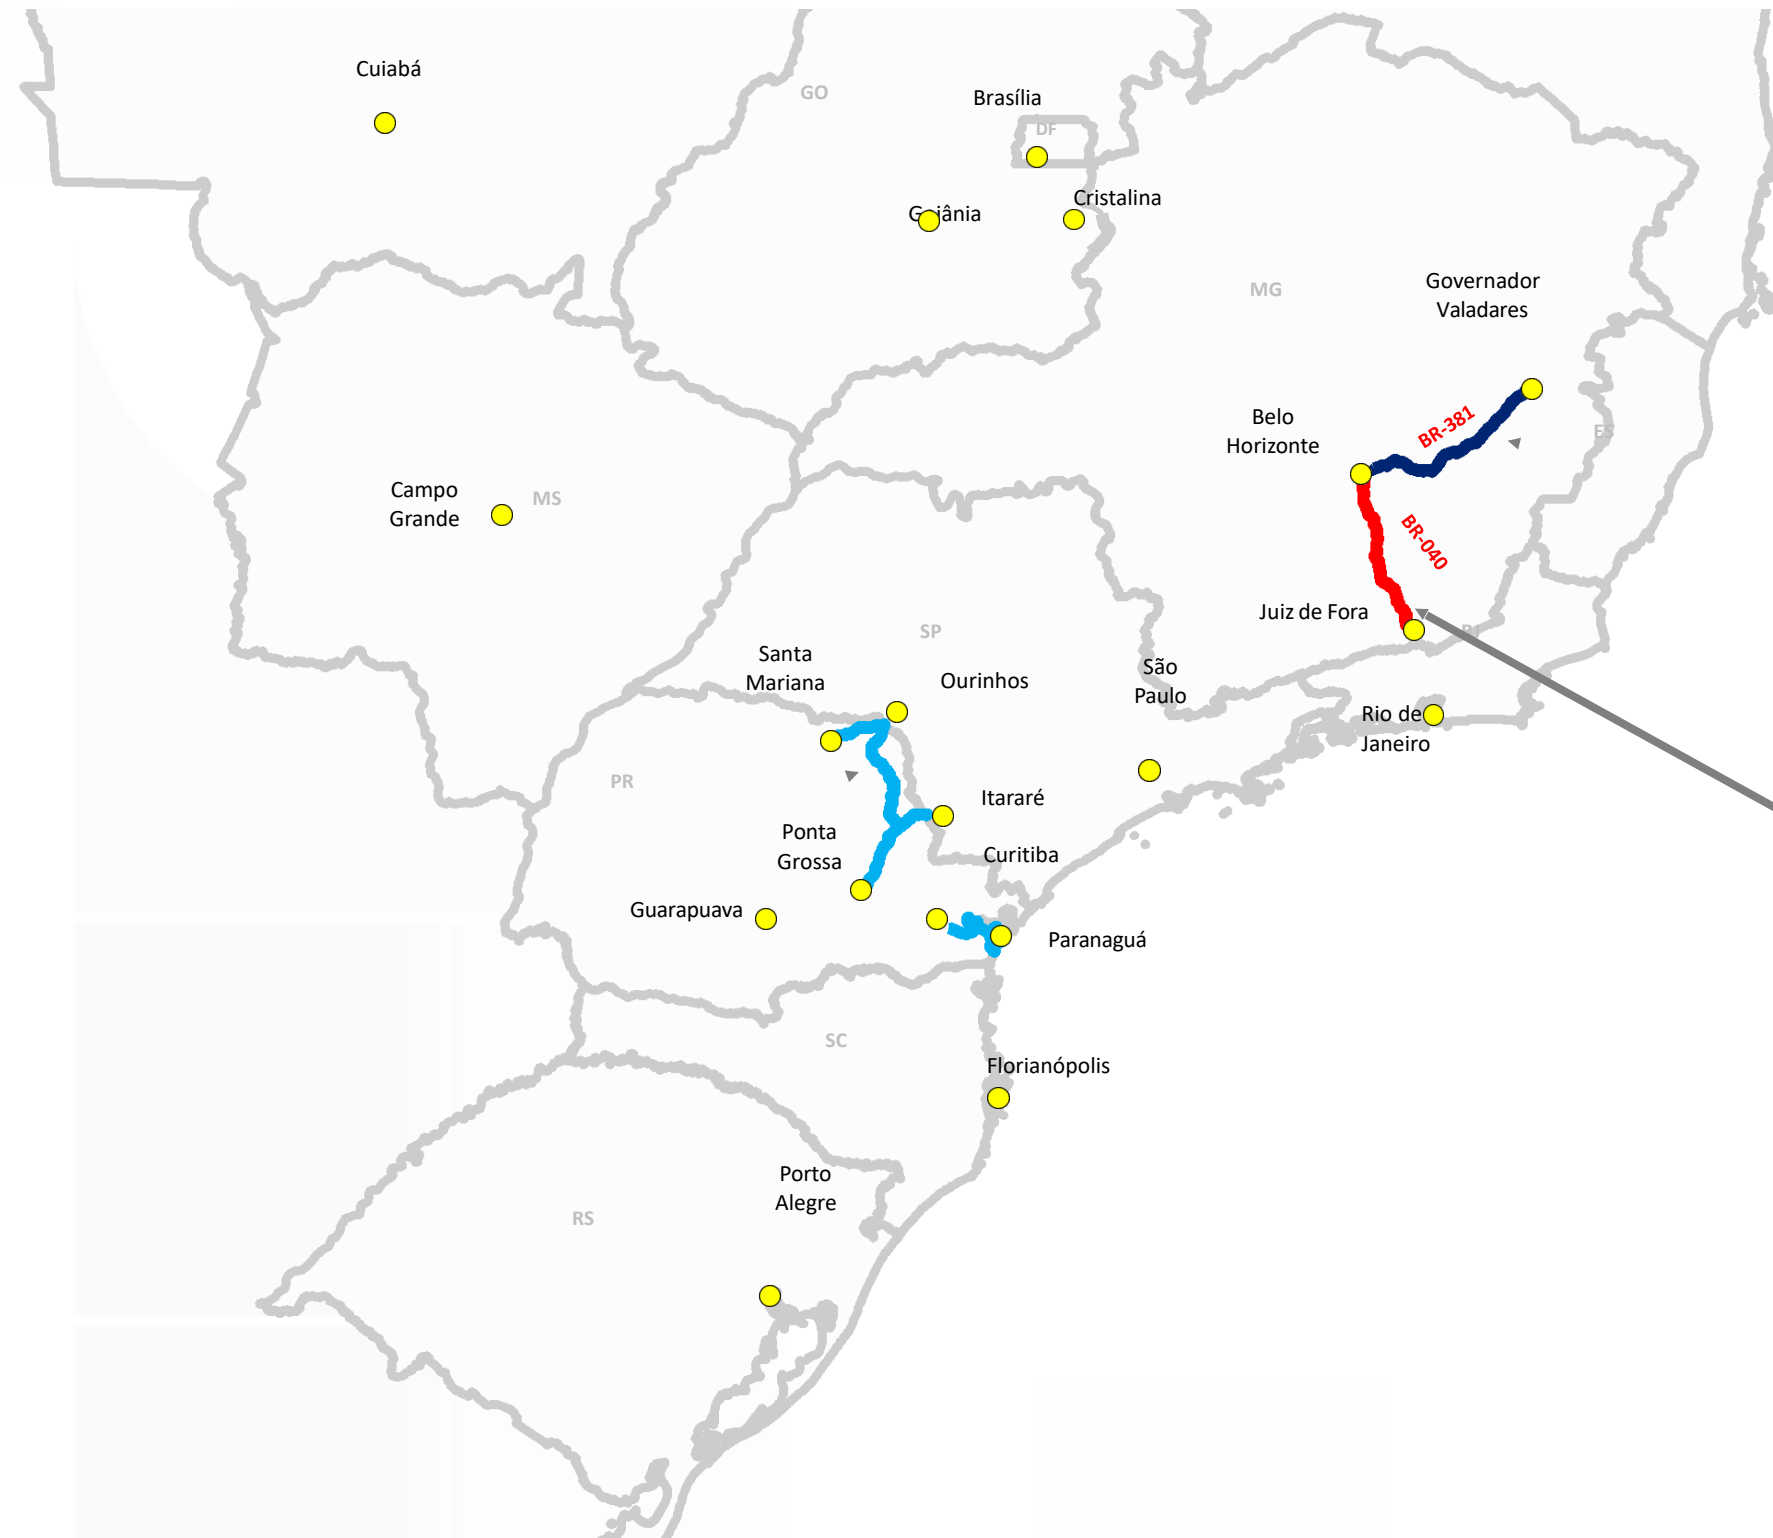 Cuiabá
GO
Brasília
DF
Cristalina
Goiânia
MG
Governador
Valadares
Belo
Horizonte
BR-381
ES
Campo
Grande
MS
BR-040
Juiz de Fora
RJ
SP
Santa
Mariana
Ourinhos
São
Paulo
Rio de
Janeiro
PR
Itararé
Ponta
Grossa
Curitiba
Guarapuava
Paranaguá
SC
Florianópolis
Porto
Alegre
RS